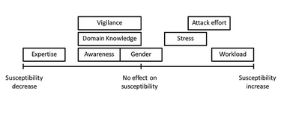 Vigilance
Attack effort
Domain Knowledge
Stress
Expertise
Awareness
Gender
Workload
Susceptibility
decrease
No effect on
susceptibility
Susceptibility
increase